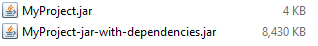 MyProject.jar 4 KB
MyProject-jar-with-dependencies.jar 8,430 KB